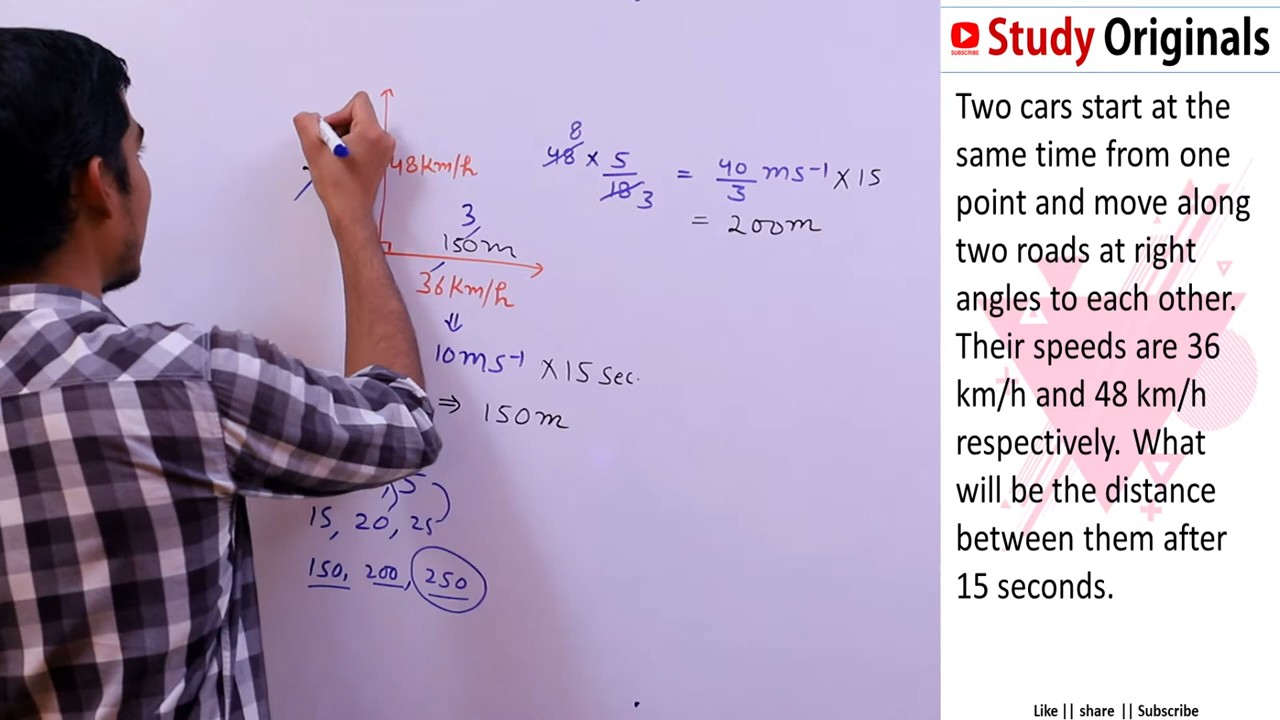 48km/h
8
48 × 5/18 3 = 40/3 ms⁻¹ × 15
= 200m
3
150m
36km/h
⇓
10ms⁻¹ × 15 sec.
⇒ 150m
, 5
15, 20, 25
150, 200, 250
SUBSCRIBE
Study Originals
Two cars start at the
same time from one
point and move along
two roads at right
angles to each other.
Their speeds are 36
km/h and 48 km/h
respectively. What
will be the distance
between them after
15 seconds.
Like || share || Subscribe